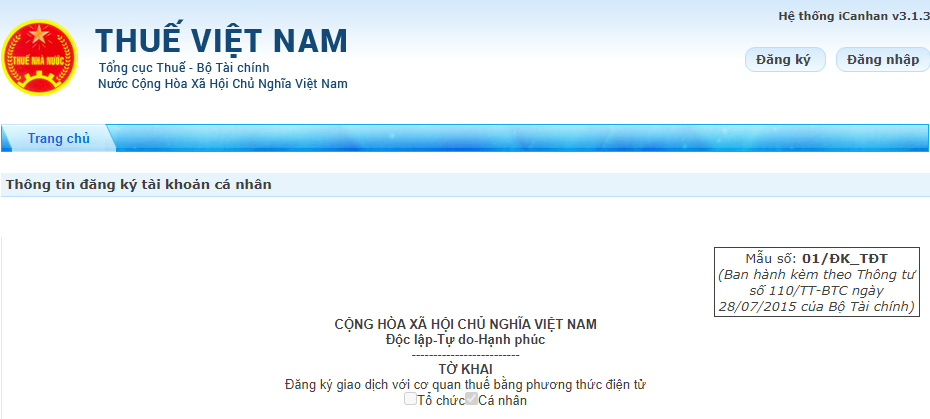 Hệ thống iCanhan v3.1.3
THUẾ NHÀ NƯỚC
THUẾ VIỆT NAM
Tổng cục Thuế - Bộ Tài chính
Nước Cộng Hòa Xã Hội Chủ Nghĩa Việt Nam
Đăng ký
Đăng nhập
Trang chủ
Thông tin đăng ký tài khoản cá nhân
Mẫu số: 01/ĐK_TĐT
(Ban hành kèm theo Thông tư
số 110/TT-BTC ngày
28/07/2015 của Bộ Tài chính)
CỘNG HÒA XÃ HỘI CHỦ NGHĨA VIỆT NAM
Độc lập-Tự do-Hạnh phúc
-------------------------
TỜ KHAI
Đăng ký giao dịch với cơ quan thuế bằng phương thức điện tử
Tổ chức Cá nhân